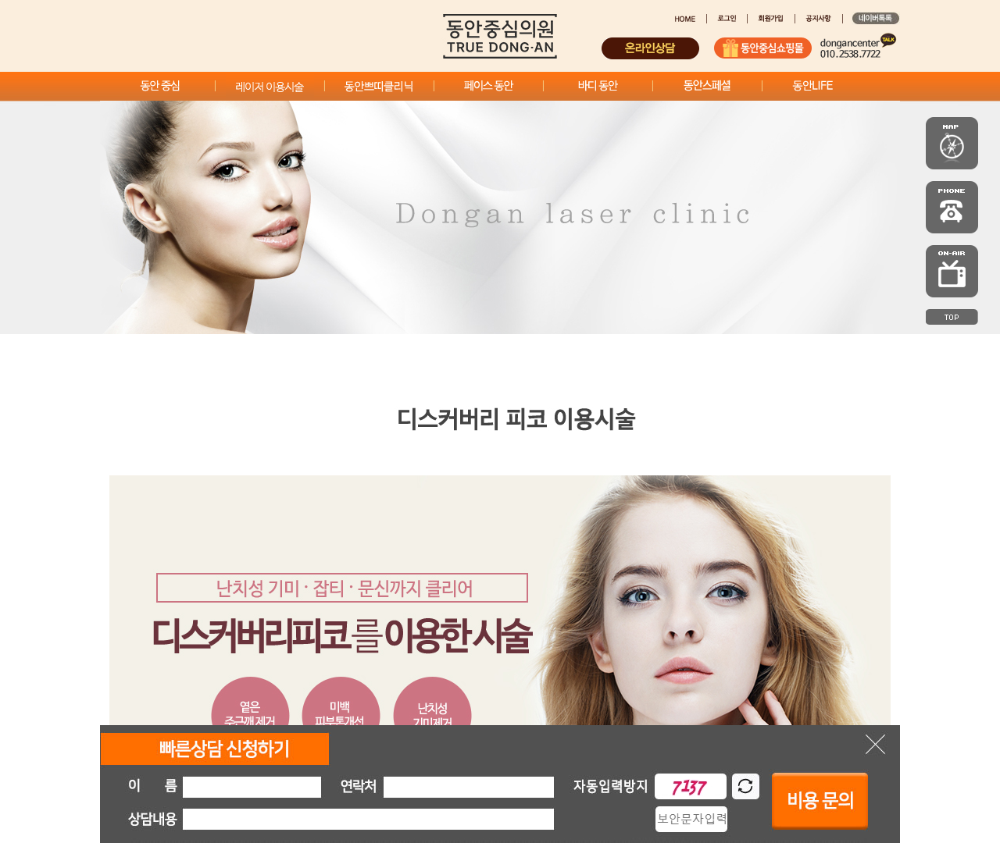 HOME
로그인
회원가입
공지사항
네이버톡톡
동안중심의원
TRUE DONG·AN
온라인상담
동안중심쇼핑몰
dongancenter
TALK
010.2538.7722
동안 중심
레이저 이용시술
동안쁘띠클리닉
페이스 동안
바디 동안
동안스페셜
동안LIFE
MAP
Dongan laser clinic
PHONE
ON-AIR
TOP
디스커버리 피코 이용시술
난치성 기미 · 잡티 · 문신까지 클리어
디스커버리피코를 이용한 시술
옅은
주근깨 제거
미백
피부톤개선
난치성
기미제거
빠른상담 신청하기
이 름
연락처
자동입력방지
7137
비용 문의
상담내용
보안문자입력